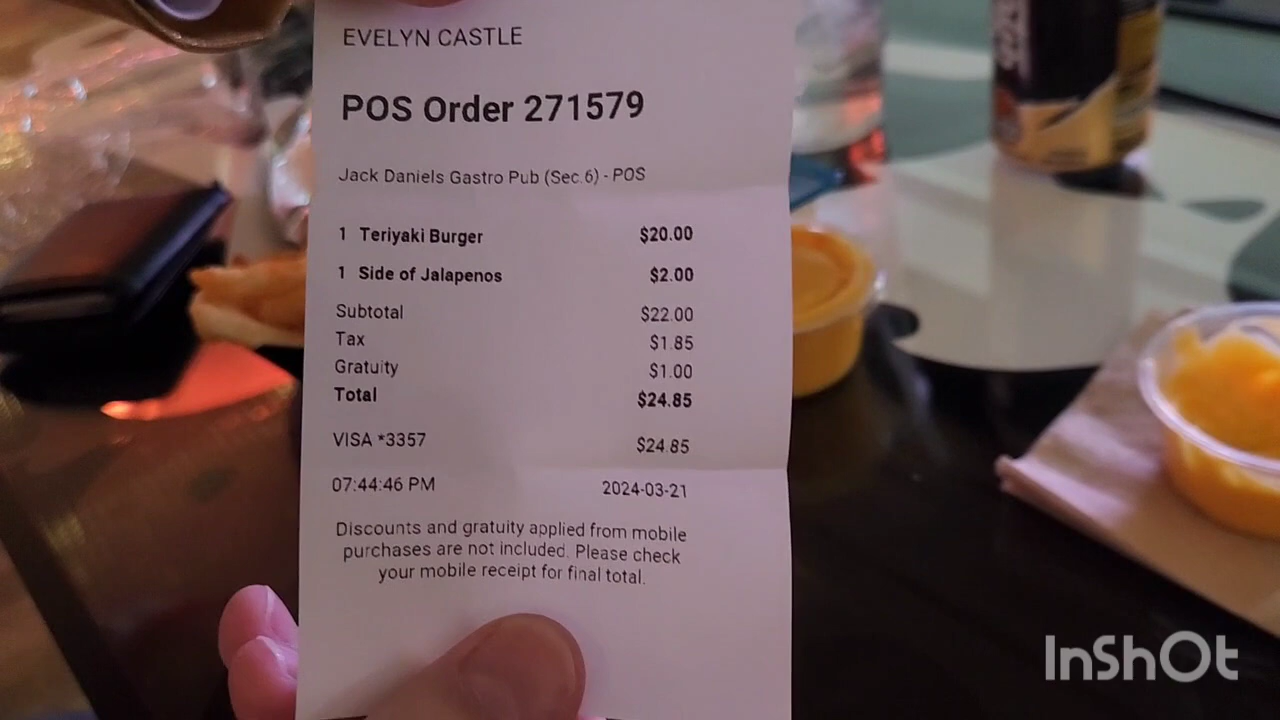 EVELYN CASTLE
POS Order 271579
Jack Daniels Gastro Pub (Sec.6) - POS
1 Teriyaki Burger $20.00
1 Side of Jalapenos $2.00
Subtotal $22.00
Tax $1.85
Gratuity $1.00
Total $24.85
VISA *3357 $24.85
07:44:46 PM 2024-03-21
Discounts and gratuity applied from mobile
purchases are not included. Please check
your mobile receipt for final total.
InShOt